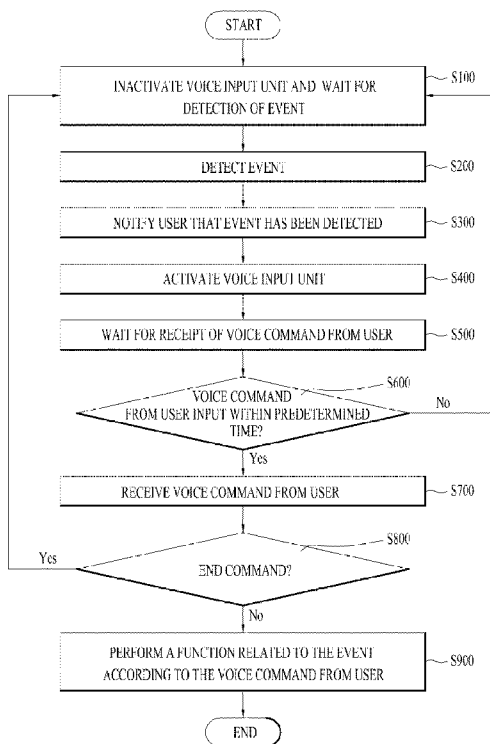 START
INACTIVATE VOICE INPUT UNIT AND WAIT FOR
DETECTION OF EVENT
S100
DETECT EVENT
S200
NOTIFY USER THAT EVENT HAS BEEN DETECTED
S300
ACTIVATE VOICE INPUT UNIT
S400
WAIT FOR RECEIPT OF VOICE COMMAND FROM USER
S500
S600
VOICE COMMAND
FROM USER INPUT WITHIN PREDETERMINED
TIME?
No
Yes
RECEIVE VOICE COMMAND FROM USER
S700
S800
Yes
END COMMAND?
No
PERFORM A FUNCTION RELATED TO THE EVENT
ACCORDING TO THE VOICE COMMAND FROM USER
S900
END